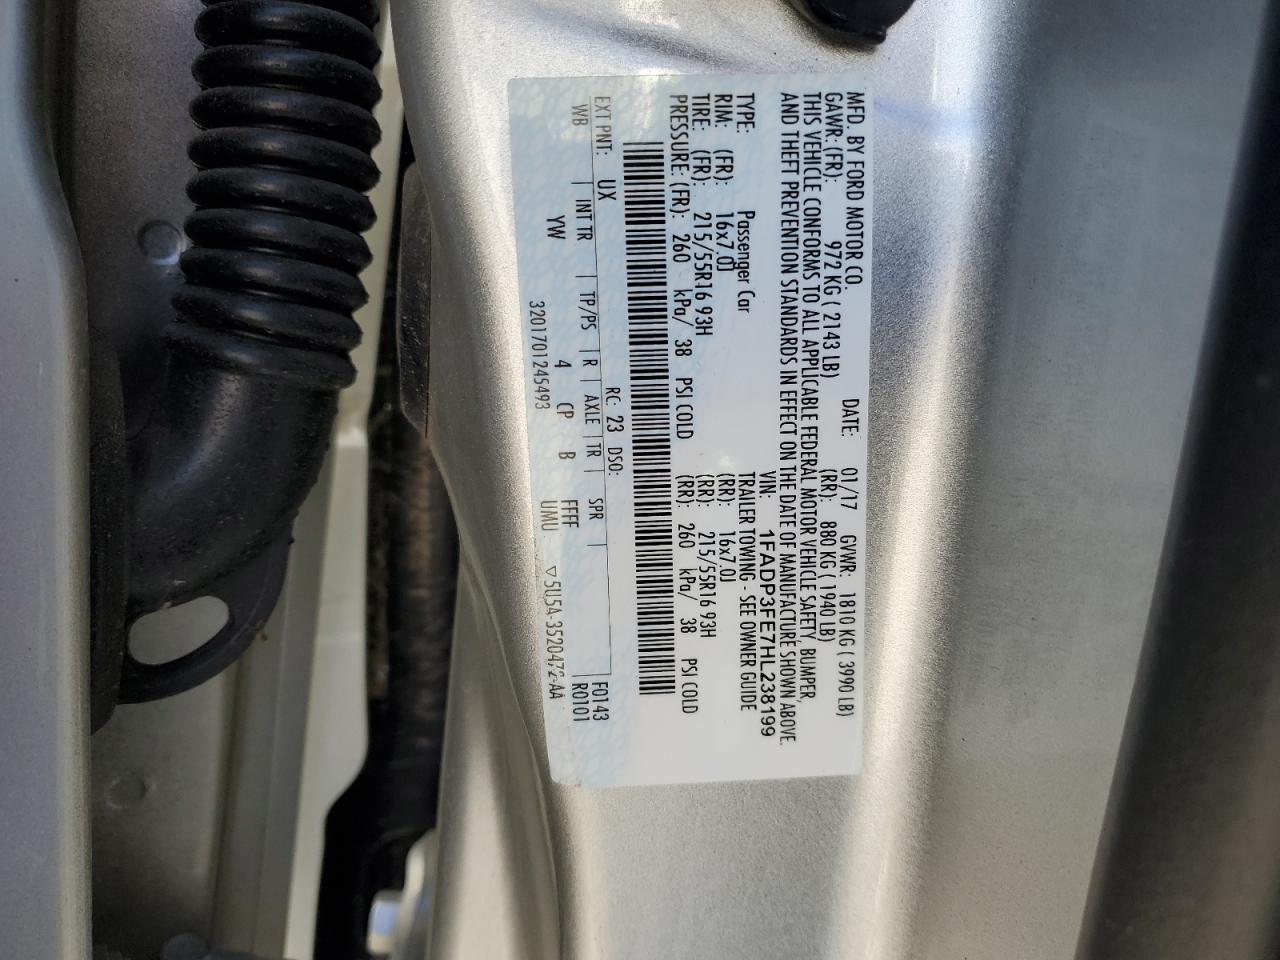 MFD. BY FORD MOTOR CO. DATE: 01/17 GVWR: 1810 KG ( 3990 LB)
GAWR: (FR): 972 KG ( 2143 LB) (RR): 880 KG ( 1940 LB)
THIS VEHICLE CONFORMS TO ALL APPLICABLE FEDERAL MOTOR VEHICLE SAFETY, BUMPER,
AND THEFT PREVENTION STANDARDS IN EFFECT ON THE DATE OF MANUFACTURE SHOWN ABOVE.
VIN: 1FADP3FE7HL238199
TYPE: Passenger Car TRAILER TOWING - SEE OWNER GUIDE
RIM: (FR): 16x7.0J (RR): 16x7.0J
TIRE: (FR): 215/55R16 93H (RR): 215/55R16 93H
PRESSURE: (FR): 260 kPa/ 38 PSI COLD (RR): 260 kPa/ 38 PSI COLD
EXT PNT: UX RC: 23 DSO: F0143
WB INT TR TP/PS R AXLE TR SPR R0101
YW 4 CP B FFFF
3201701245493 UMU ▽5U5A-3520472-AA